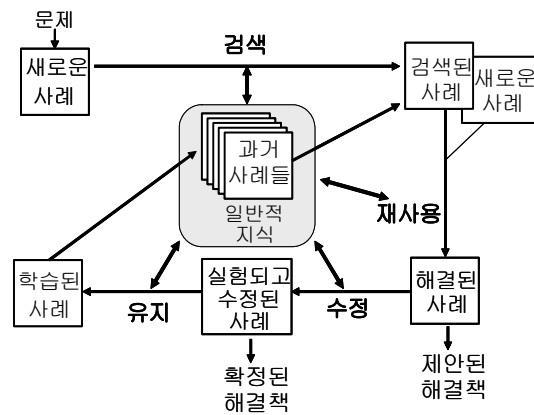 문제
검색
새로운
사례
검색된
사례
새로운
사례
과거
사례들
일반적
지식
재사용
학습된
사례
유지
실험되고
수정된
사례
수정
해결된
사례
확정된
해결책
제안된
해결책